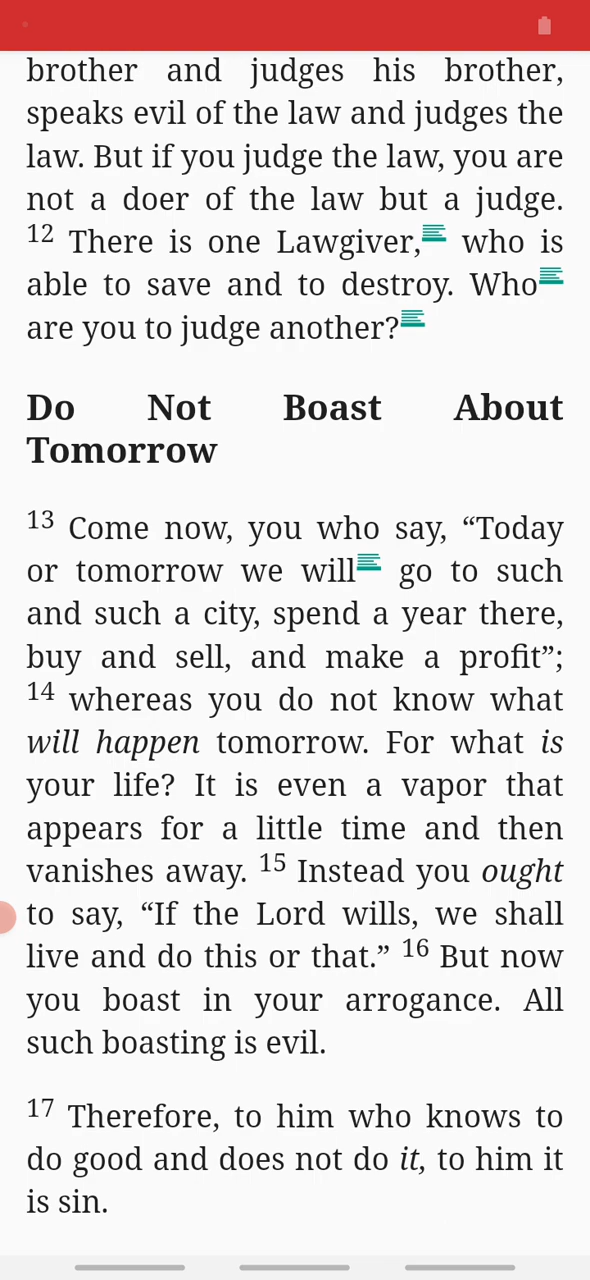 brother and judges his brother,
speaks evil of the law and judges the
law. But if you judge the law, you are
not a doer of the law but a judge.
12 There is one Lawgiver, who is
able to save and to destroy. Who
are you to judge another?
Do Not Boast About
Tomorrow
13 Come now, you who say, “Today
or tomorrow we will go to such
and such a city, spend a year there,
buy and sell, and make a profit”;
14 whereas you do not know what
will happen tomorrow. For what is
your life? It is even a vapor that
appears for a little time and then
vanishes away. 15 Instead you ought
to say, “If the Lord wills, we shall
live and do this or that.” 16 But now
you boast in your arrogance. All
such boasting is evil.
17 Therefore, to him who knows to
do good and does not do it, to him it
is sin.